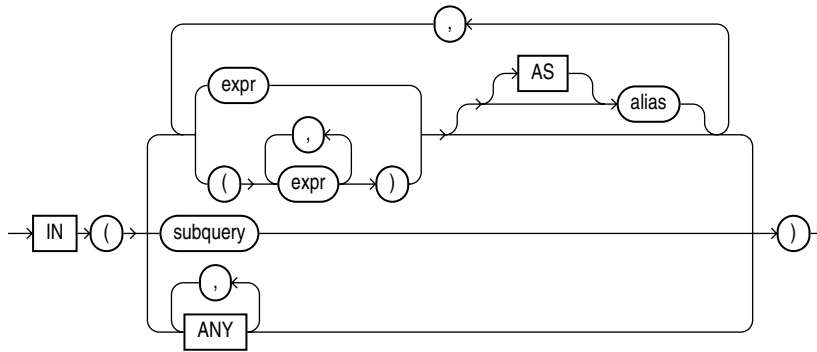 ,
AS
expr
alias
,
( expr )
IN ( subquery )
,
ANY